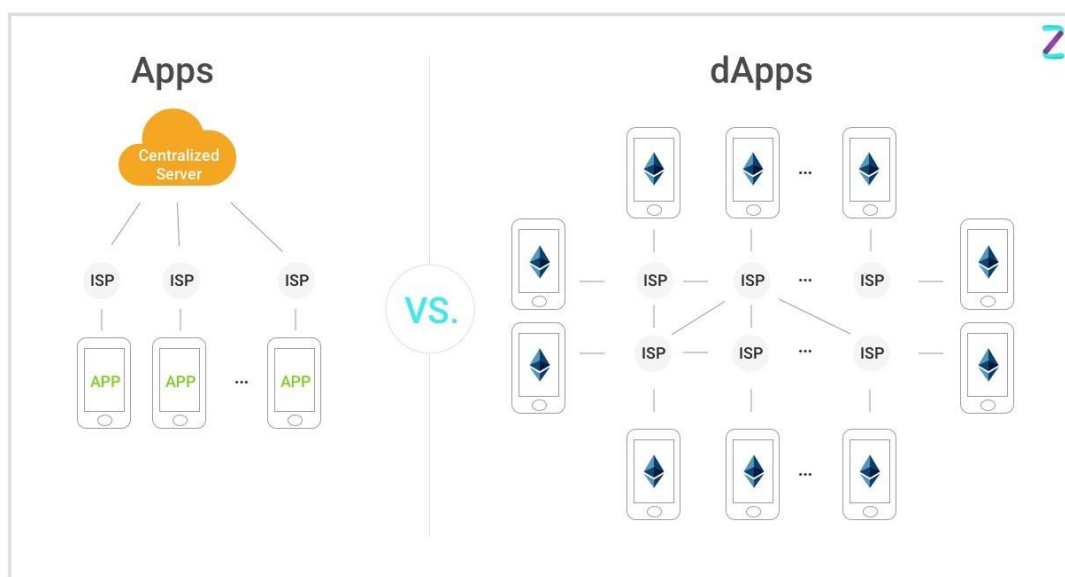 Apps
Centralized
Server
ISP ISP ISP
APP APP ... APP
VS.
dApps
...
ISP ISP ... ISP
ISP ISP ... ISP
...
Z